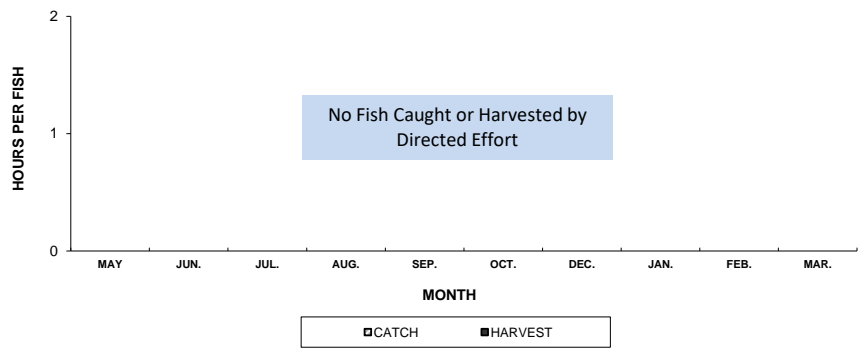 2
1
0
HOURS PER FISH
No Fish Caught or Harvested by
Directed Effort
MAY JUN. JUL. AUG. SEP. OCT. DEC. JAN. FEB. MAR.
MONTH
CATCH HARVEST